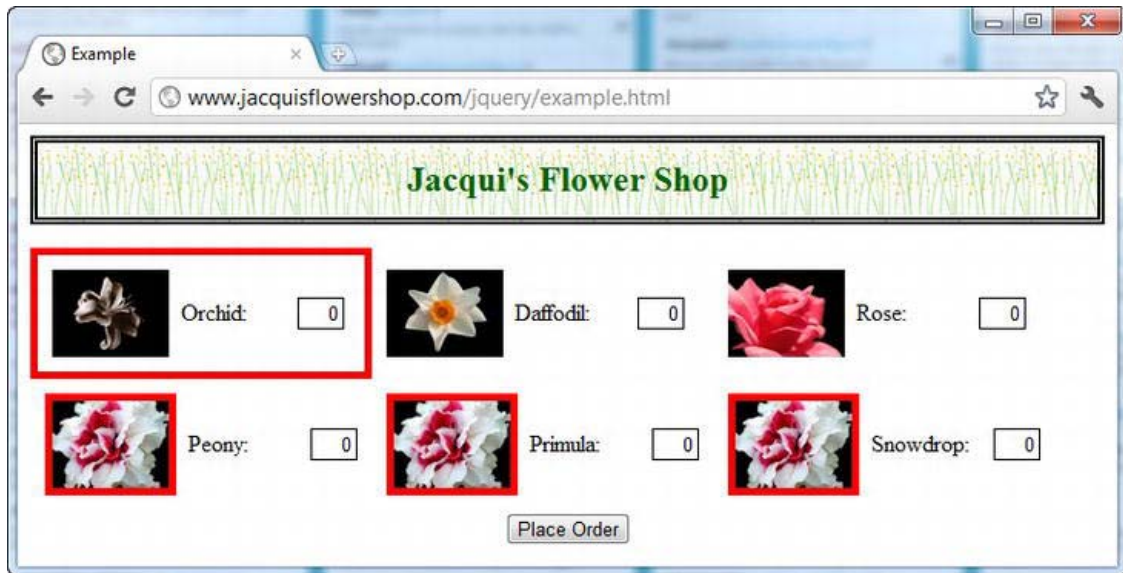 Example
www.jacquisflowershop.com/jquery/example.html
Jacqui's Flower Shop
Orchid: 0 Daffodil: 0 Rose: 0
Peony: 0 Primula: 0 Snowdrop: 0
Place Order